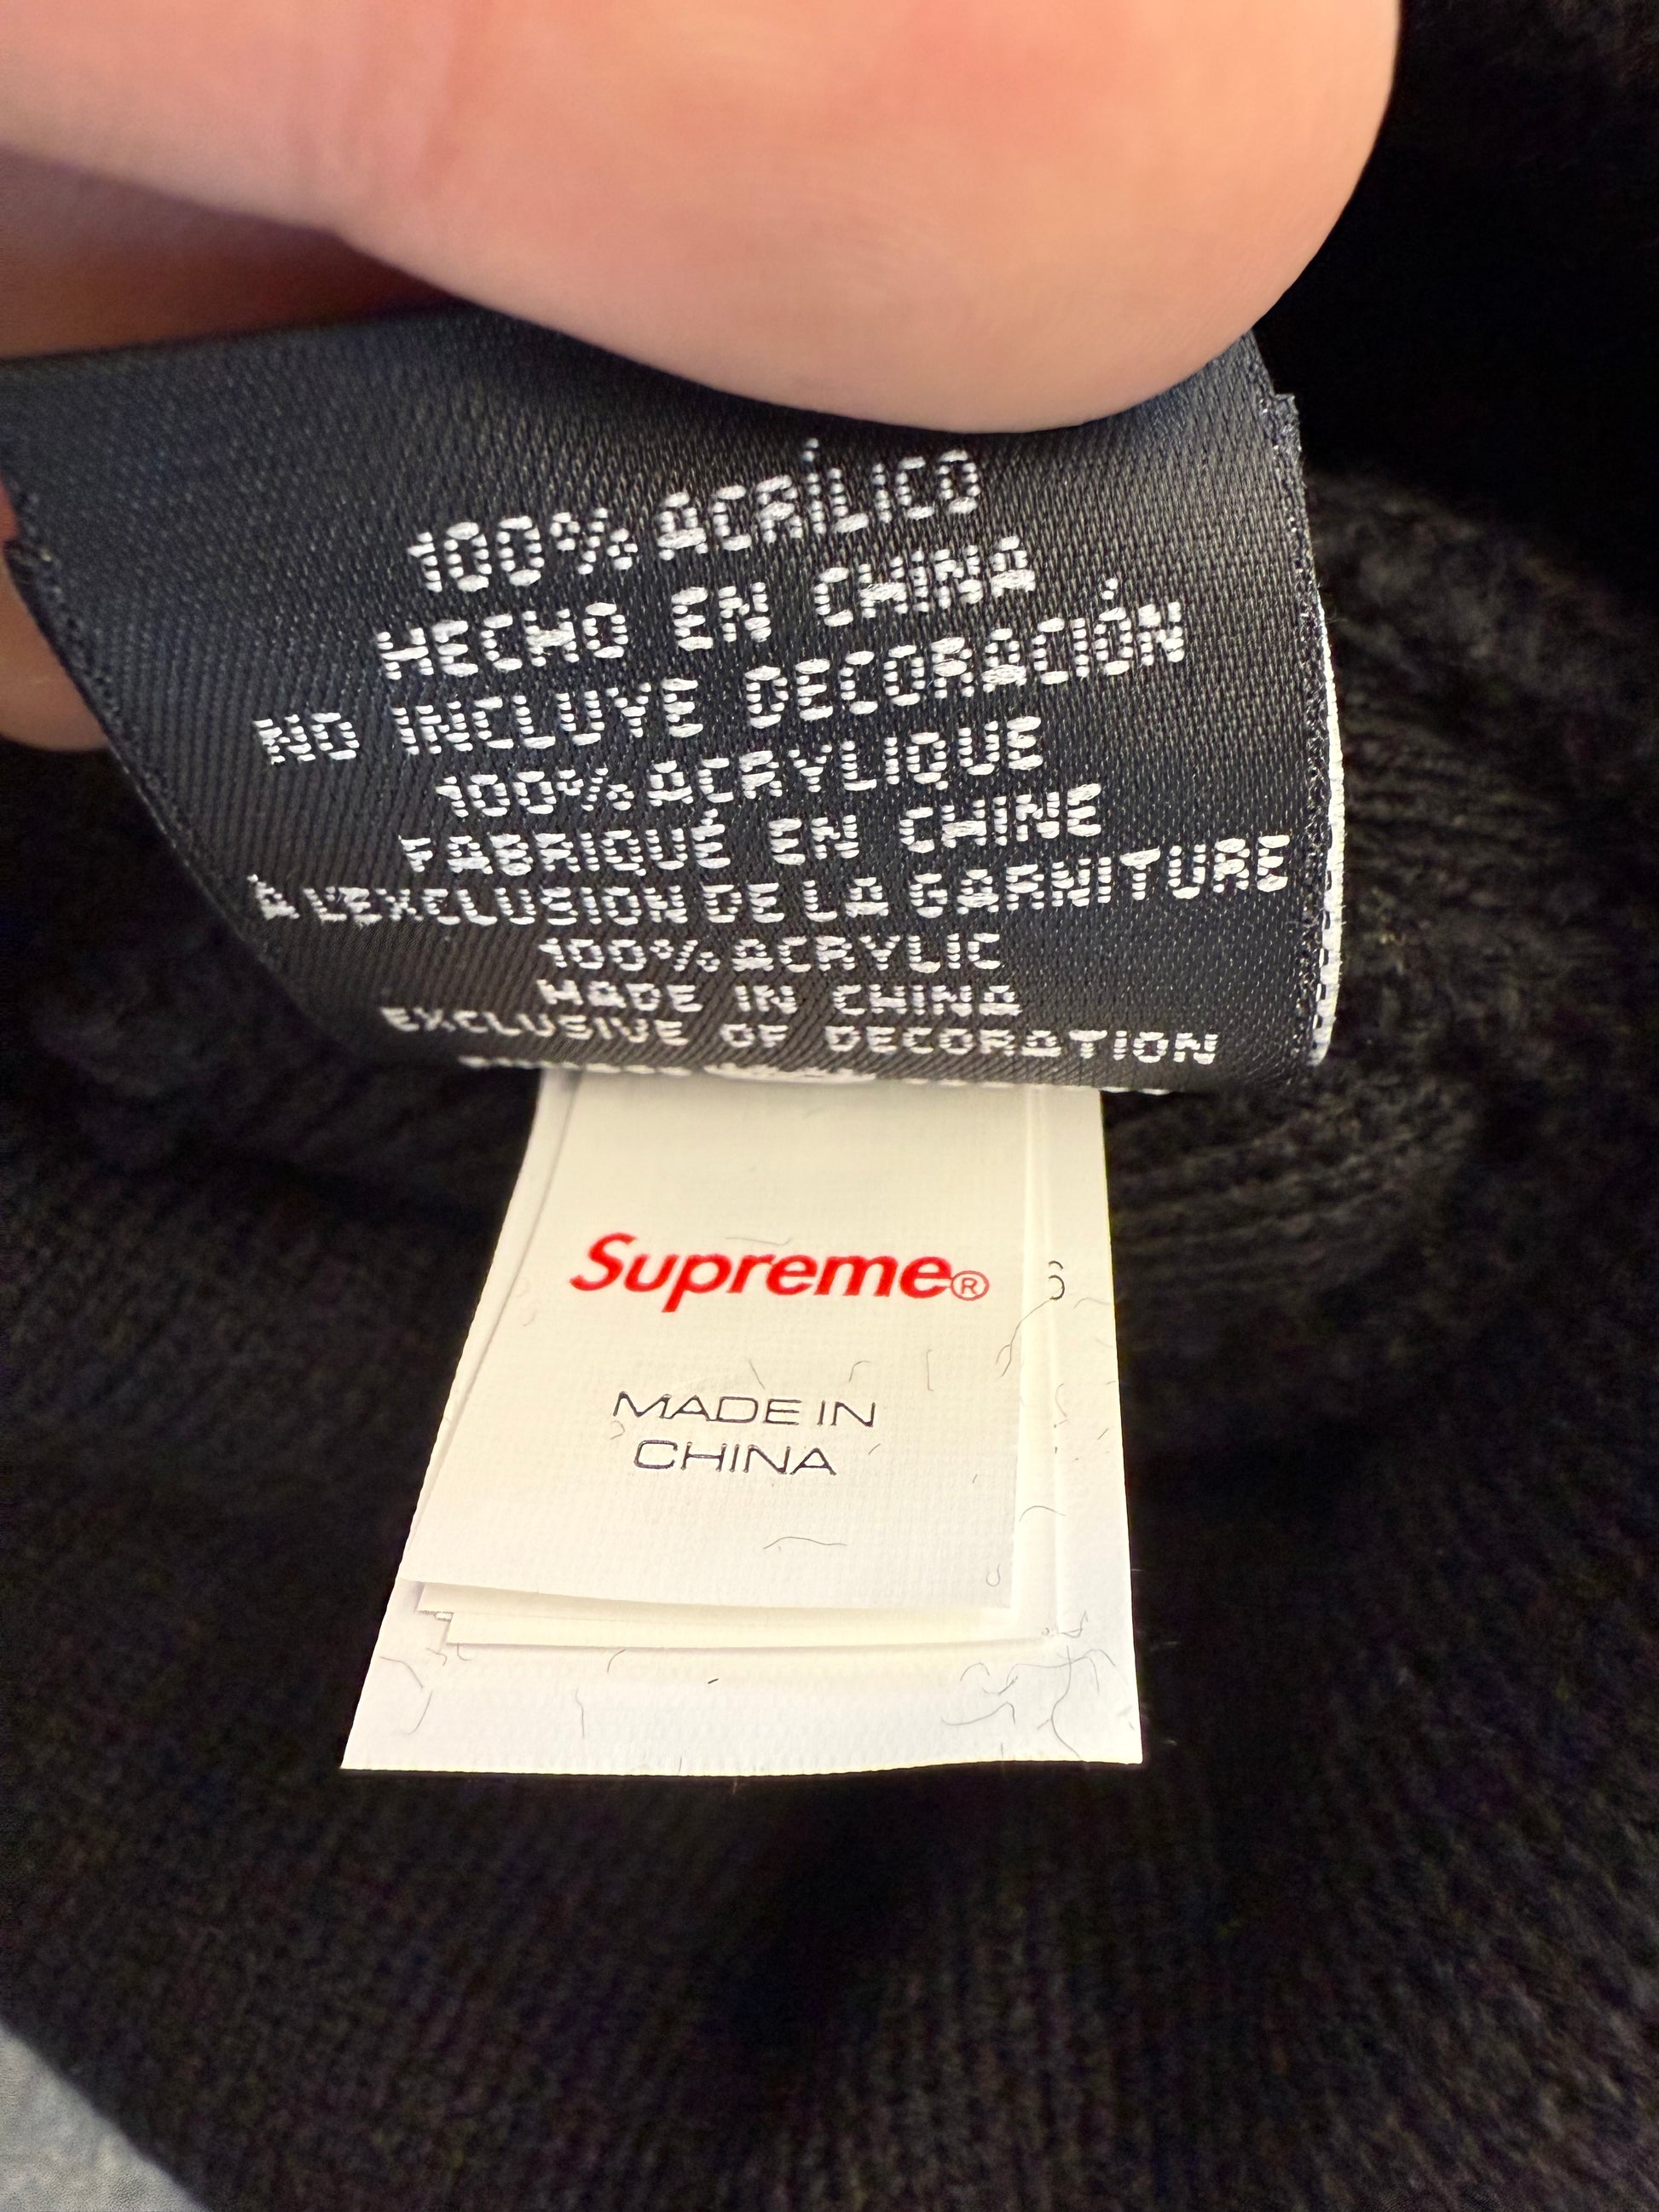 100% ACRÍLICO
HECHO EN CHINA
NO INCLUYE DECORACIÓN
100% ACRYLIQUE
FABRIQUÉ EN CHINE
À L'EXCLUSION DE LA GARNITURE
100% ACRYLIC
MADE IN CHINA
EXCLUSIVE OF DECORATION
Supreme®
MADE IN
CHINA